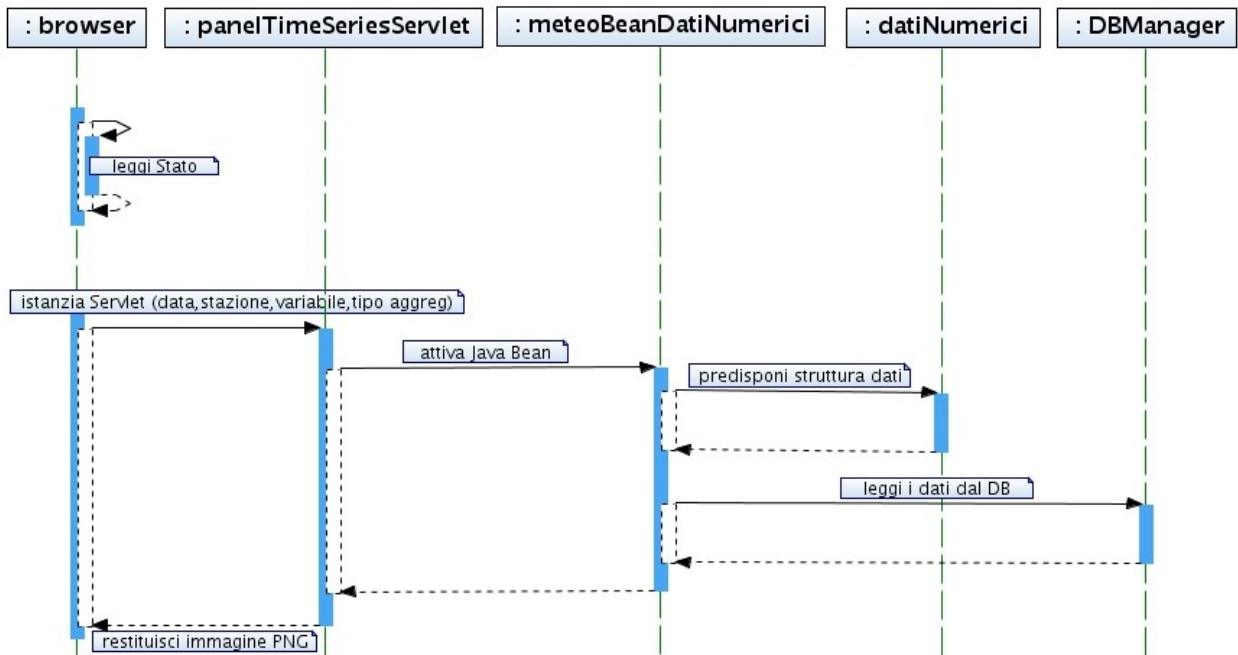 : browser
: panelTimeSeriesServlet
: meteoBeanDatiNumerici
: datiNumerici
: DBManager
leggi Stato
istanzia Servlet (data,stazione,variabile,tipo aggreg)
attiva Java Bean
predisponi struttura dati
leggi i dati dal DB
restituisci immagine PNG